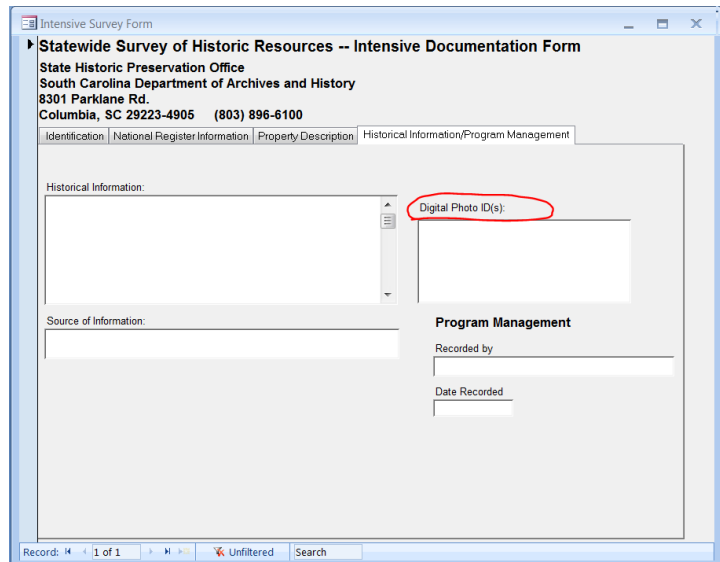 Intensive Survey Form
Statewide Survey of Historic Resources -- Intensive Documentation Form
State Historic Preservation Office
South Carolina Department of Archives and History
8301 Parklane Rd.
Columbia, SC 29223-4905 (803) 896-6100
Identification National Register Information Property Description Historical Information/Program Management
Historical Information:
Digital Photo ID(s):
Source of Information:
Program Management
Recorded by
Date Recorded
Record: 1 of 1 Unfiltered Search